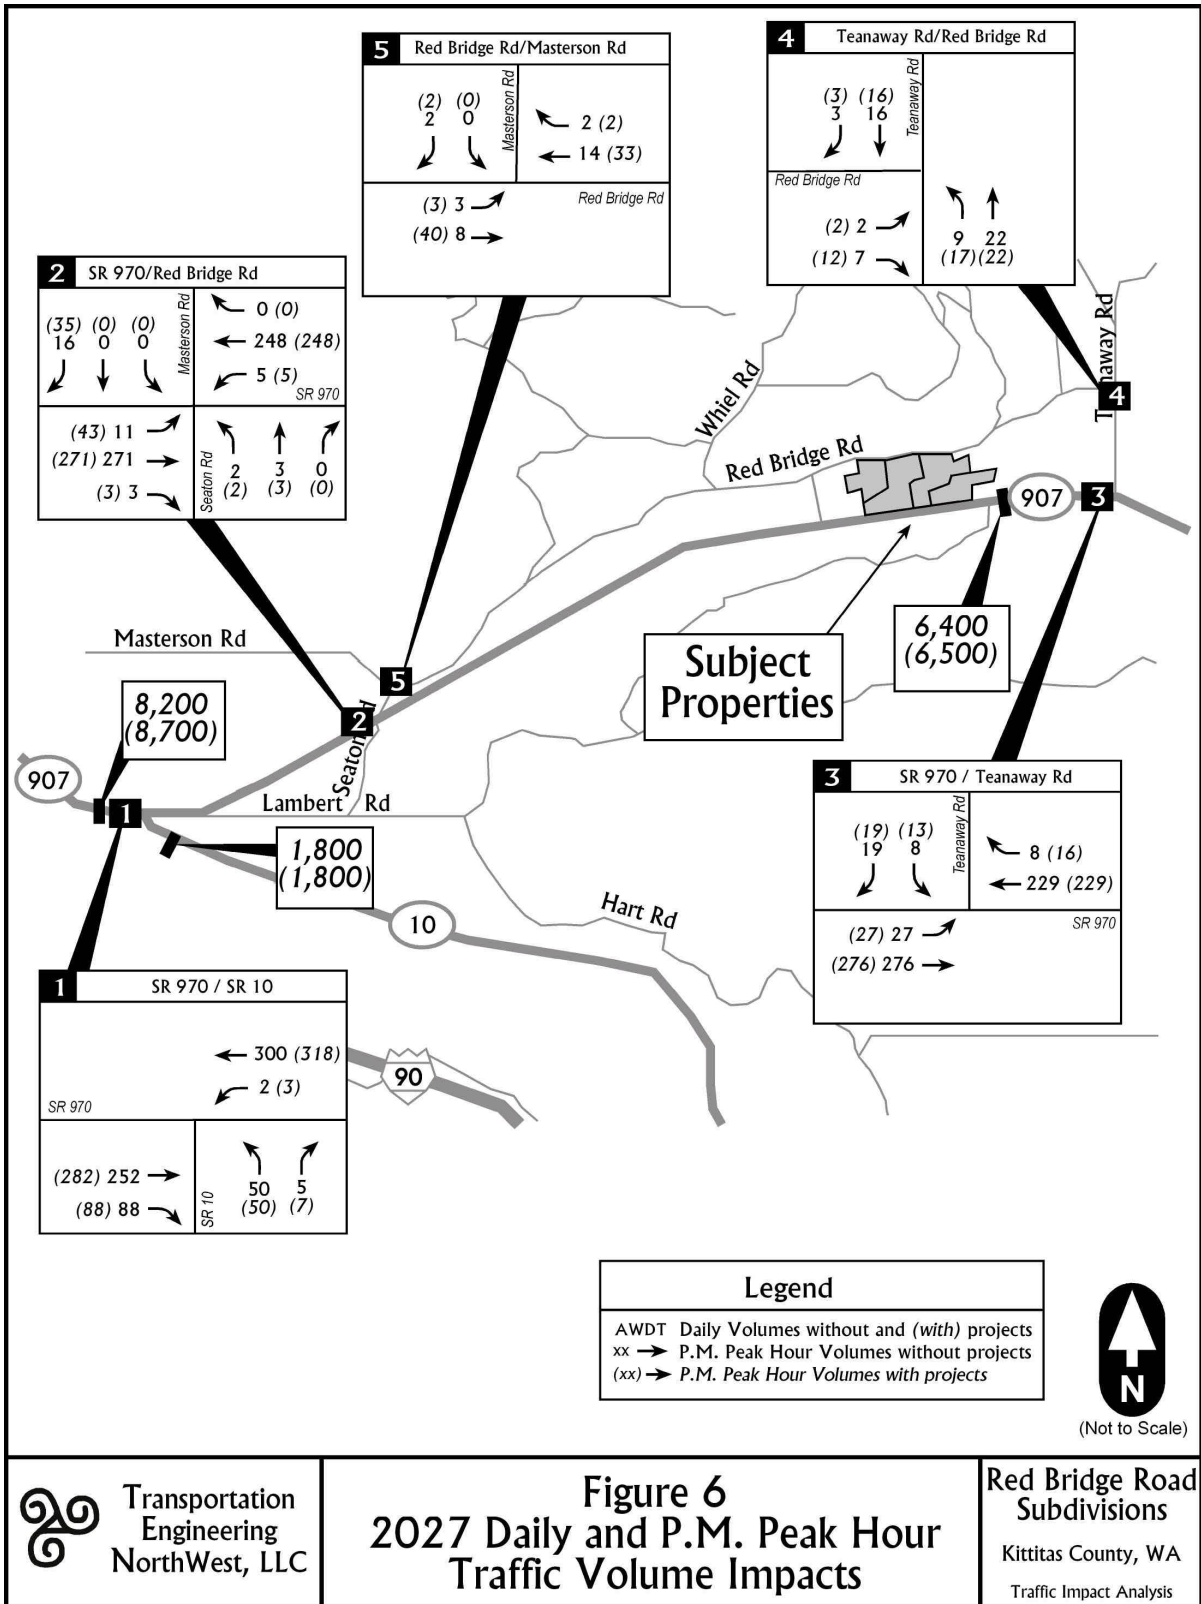 5 Red Bridge Rd/Masterson Rd
(2) (0)
2 0
Masterson Rd
2 (2)
14 (33)
(3) 3
(40) 8
Red Bridge Rd
4 Teanaway Rd/Red Bridge Rd
(3) (16)
3 16
Teanaway Rd
Red Bridge Rd
(2) 2
(12) 7
9 22
(17)(22)
2 SR 970/Red Bridge Rd
(35) (0) (0)
16 0 0
Masterson Rd
0 (0)
248 (248)
5 (5)
SR 970
(43) 11
(271) 271
(3) 3
Seaton Rd
2 3 0
(2) (3) (0)
Whiel Rd
Red Bridge Rd
Teanaway Rd
4
907
3
6,400
(6,500)
Subject
Properties
Masterson Rd
5
2
Seaton Rd
8,200
(8,700)
907
1
Lambert Rd
1,800
(1,800)
10
Hart Rd
3 SR 970 / Teanaway Rd
(19) (13)
19 8
Teanaway Rd
8 (16)
229 (229)
(27) 27
(276) 276
SR 970
1 SR 970 / SR 10
300 (318)
2 (3)
SR 970
(282) 252
(88) 88
SR 10
50 5
(50) (7)
90
Legend
AWDT Daily Volumes without and (with) projects
xx P.M. Peak Hour Volumes without projects
(xx) P.M. Peak Hour Volumes with projects
N
(Not to Scale)
Transportation
Engineering
NorthWest, LLC
Figure 6
2027 Daily and P.M. Peak Hour
Traffic Volume Impacts
Red Bridge Road
Subdivisions
Kittitas County, WA
Traffic Impact Analysis